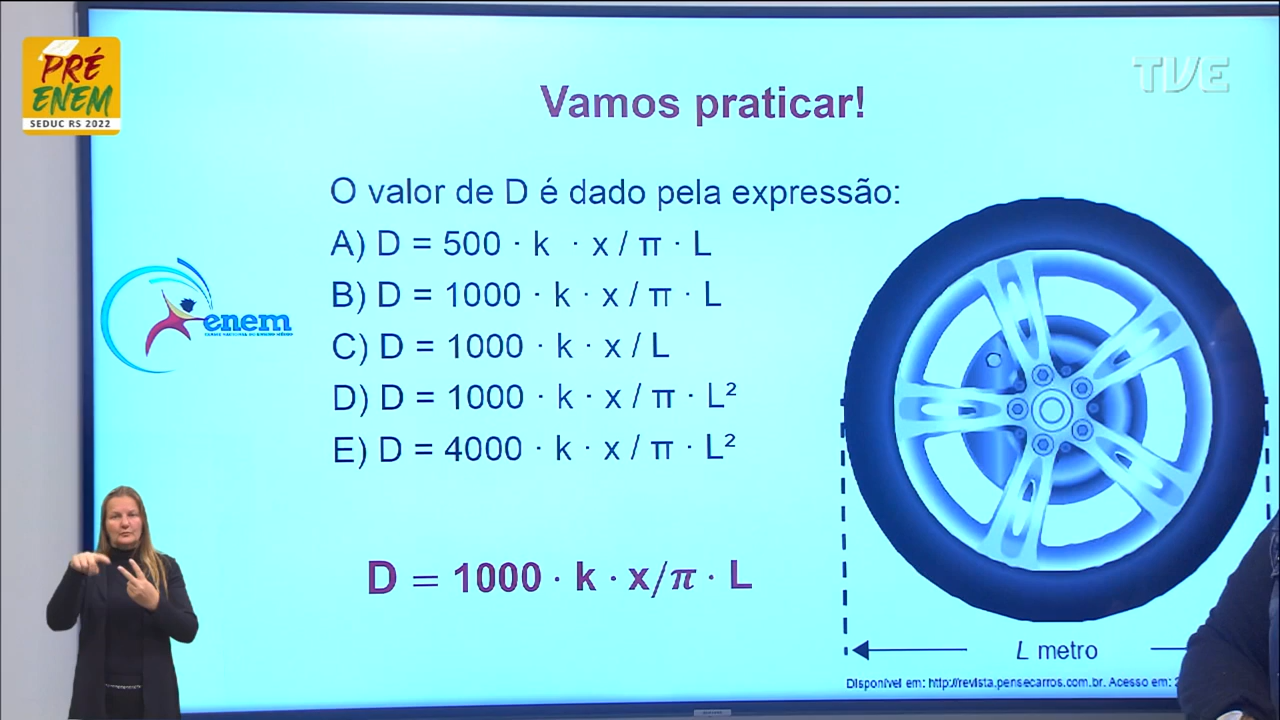 PRÉ
ENEM
SEDUC RS 2022
TVE
Vamos praticar!
O valor de D é dado pela expressão:
A) D = 500 · k · x / π · L
B) D = 1000 · k · x / π · L
C) D = 1000 · k · x / L
D) D = 1000 · k · x / π · L²
E) D = 4000 · k · x / π · L²
enem
D = 1000 · k · x/π · L
L metro
Disponível em: http://revista.pensecarros.com.br. Acesso em: